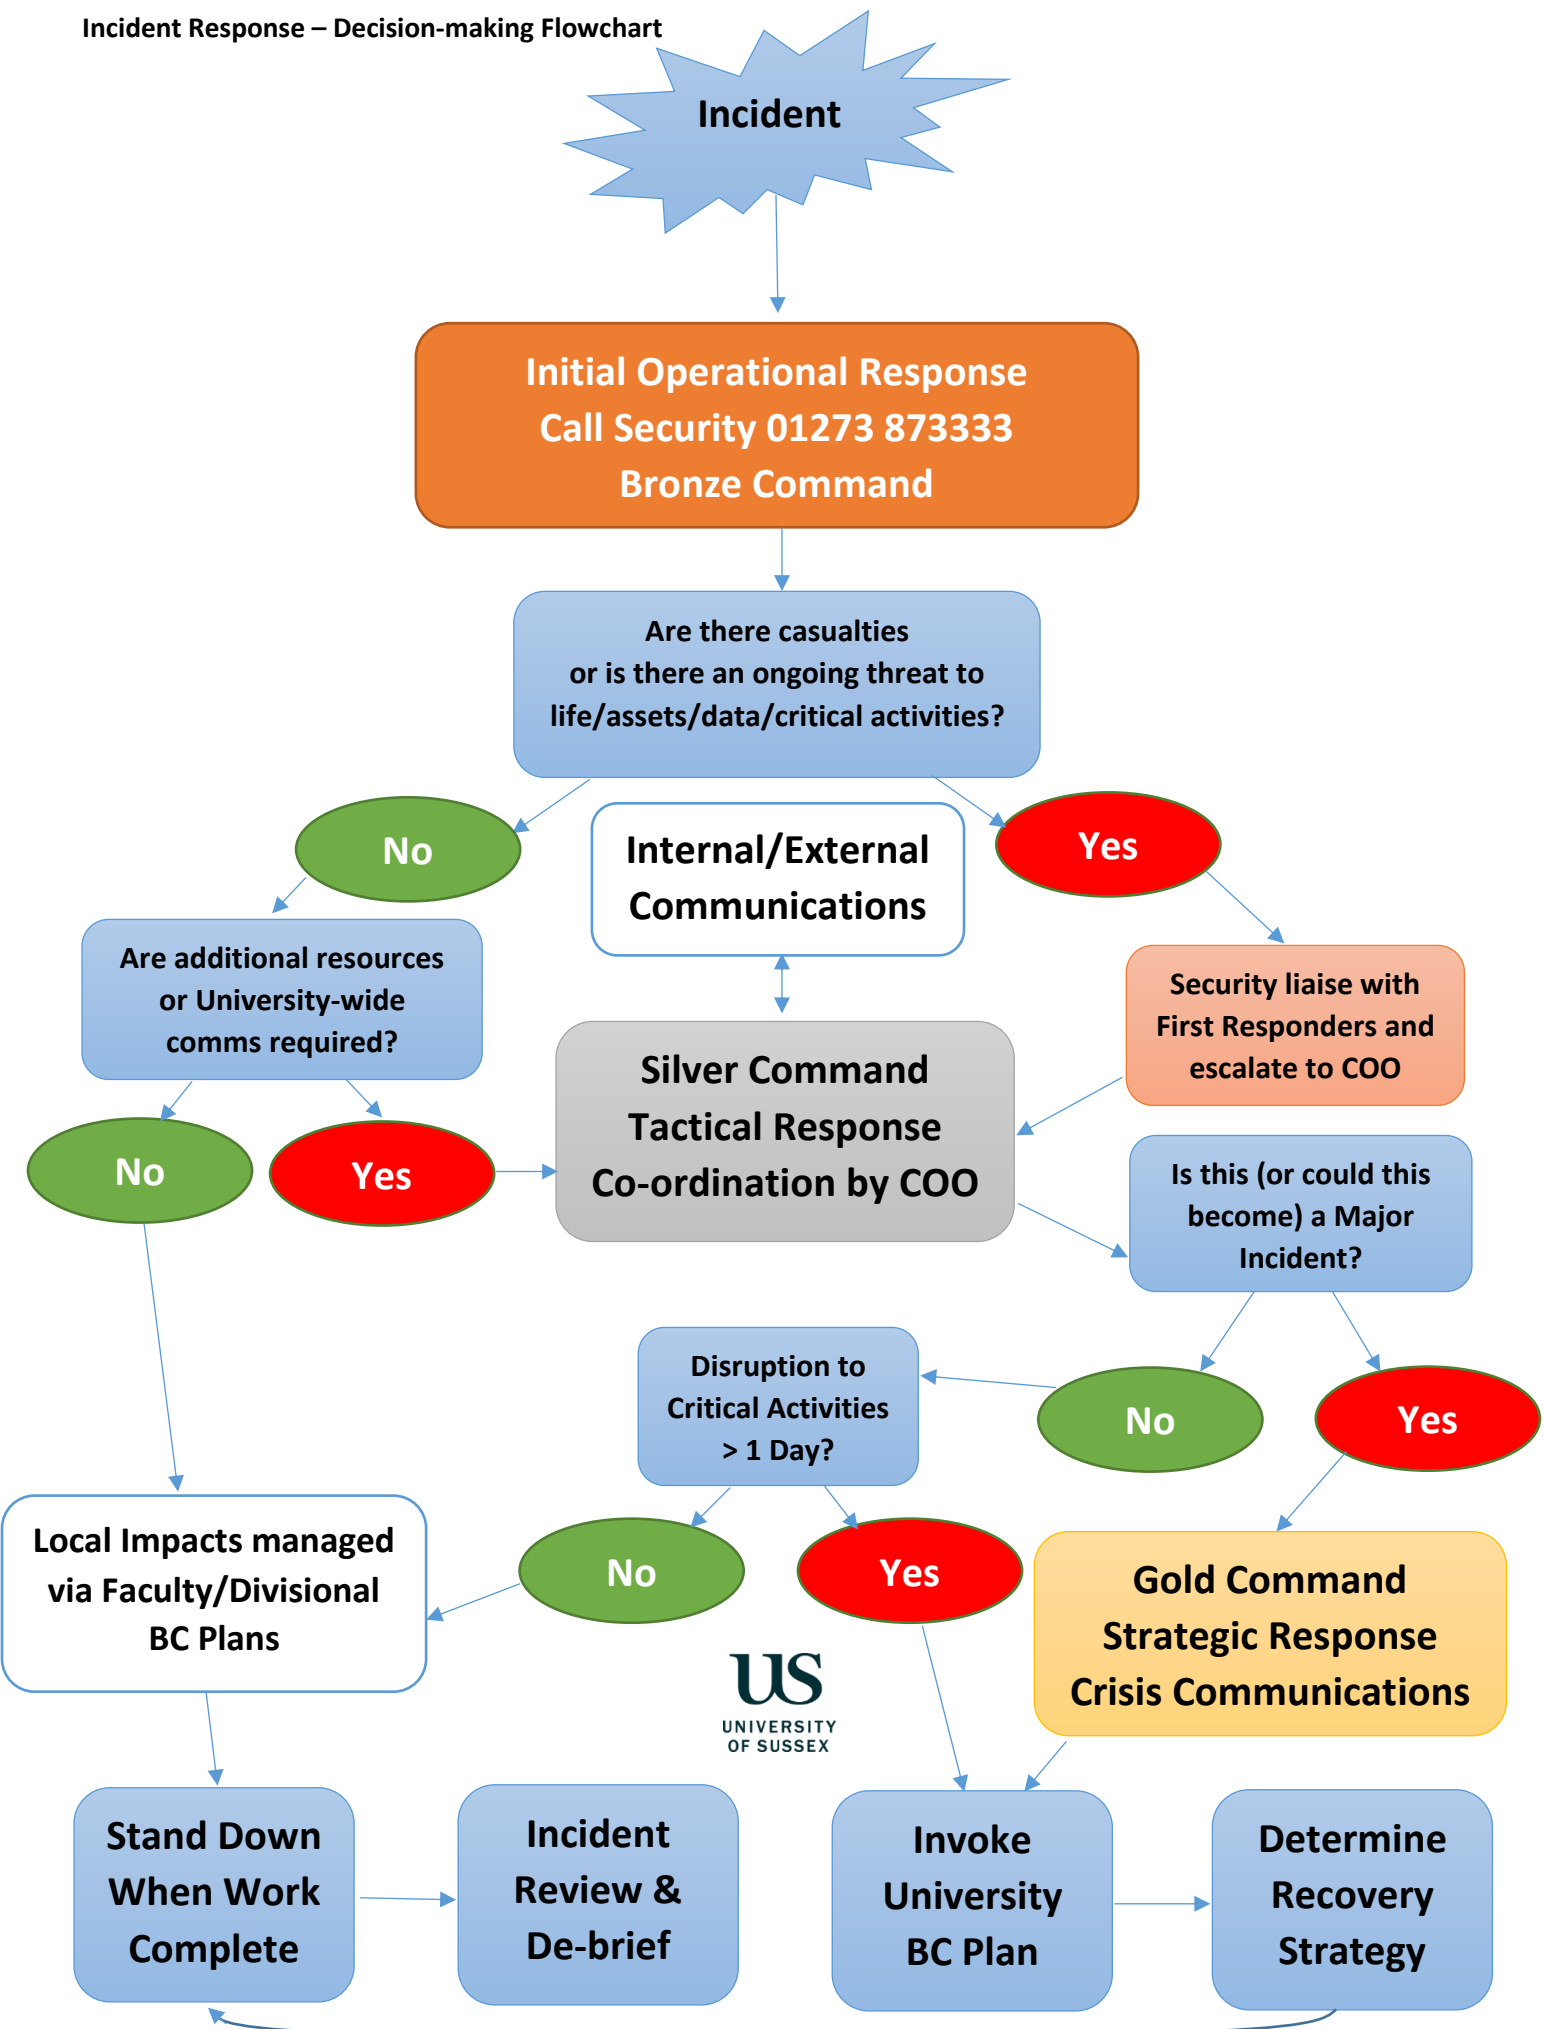 Incident Response – Decision-making Flowchart
Incident
Initial Operational Response
Call Security 01273 873333
Bronze Command
Are there casualties
or is there an ongoing threat to
life/assets/data/critical activities?
No
Internal/External
Communications
Yes
Are additional resources
or University-wide
comms required?
Security liaise with
First Responders and
escalate to COO
Silver Command
Tactical Response
Co-ordination by COO
No
Yes
Is this (or could this
become) a Major
Incident?
Disruption to
Critical Activities
> 1 Day?
No
Yes
Local Impacts managed
via Faculty/Divisional
BC Plans
No
Yes
Gold Command
Strategic Response
Crisis Communications
US
UNIVERSITY
OF SUSSEX
Stand Down
When Work
Complete
Incident
Review &
De-brief
Invoke
University
BC Plan
Determine
Recovery
Strategy